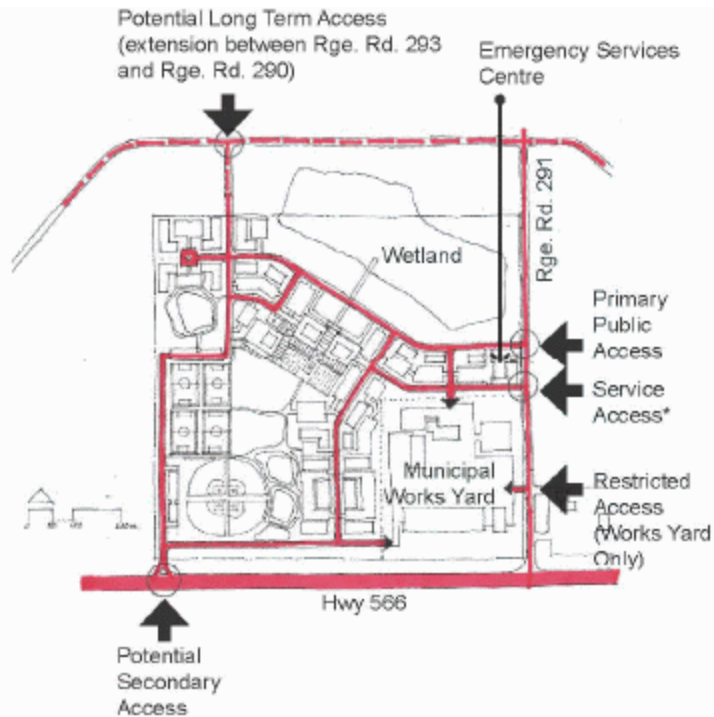 Potential Long Term Access
(extension between Rge. Rd. 293
and Rge. Rd. 290)
Emergency Services
Centre
Rge. Rd. 291
Wetland
Primary
Public
Access
Service
Access*
Municipal
Works Yard
Restricted
Access
(Works Yard
Only)
Hwy 566
Potential
Secondary
Access